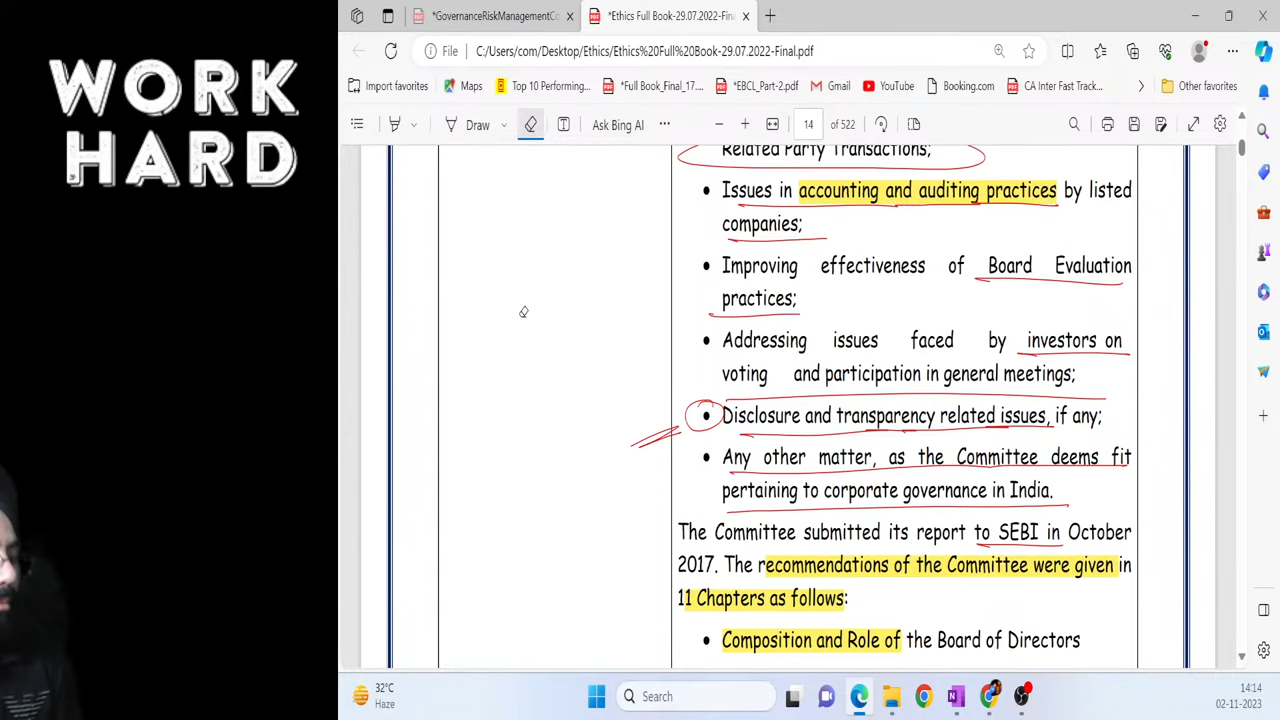 WORK
HARD
*GovernanceRiskManagementCo
*Ethics Full Book-29.07.2022-Final.
File
C:/Users/com/Desktop/Ethics/Ethics%20Full%20Book-29.07.2022-Final.pdf
Import favorites
Maps
Top 10 Performing...
*Full Book_Final_17....
*EBCL_Part-2.pdf
Gmail
YouTube
Booking.com
CA Inter Fast Track...
Other favorites
Draw
Ask Bing AI
14 of 522
Related Party Transactions;
• Issues in accounting and auditing practices by listed
companies;
• Improving effectiveness of Board Evaluation
practices;
• Addressing issues faced by investors on
voting and participation in general meetings;
• Disclosure and transparency related issues, if any;
• Any other matter, as the Committee deems fit
pertaining to corporate governance in India.
The Committee submitted its report to SEBI in October
2017. The recommendations of the Committee were given in
11 Chapters as follows:
• Composition and Role of the Board of Directors
32°C
Haze
Search
14:14
02-11-2023